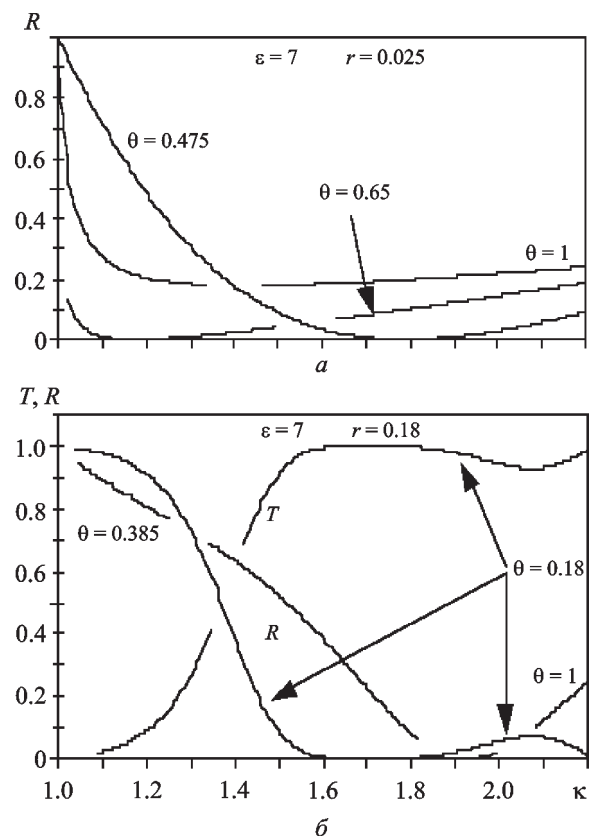 R
ε = 7 r = 0.025
0.8
θ = 0.475
0.6
θ = 0.65
0.4
θ = 1
0.2
0
а
T, R
ε = 7 r = 0.18
1.0
T
0.8
θ = 0.385
0.6
θ = 0.18
0.4
R
θ = 1
0.2
0
1.0 1.2 1.4 1.6 1.8 2.0 κ
б